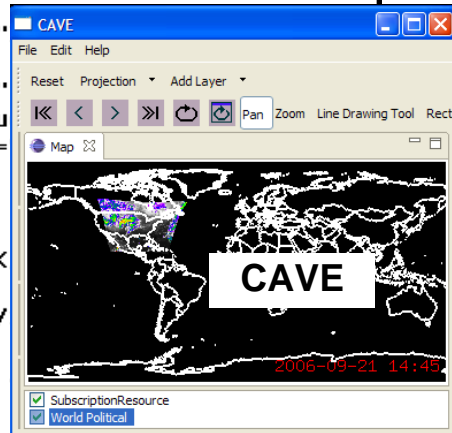 CAVE
File Edit Help
Reset Projection Add Layer
Pan Zoom Line Drawing Tool Rect
Map
CAVE
2006-09-21 14:45
SubscriptionResource
World Political